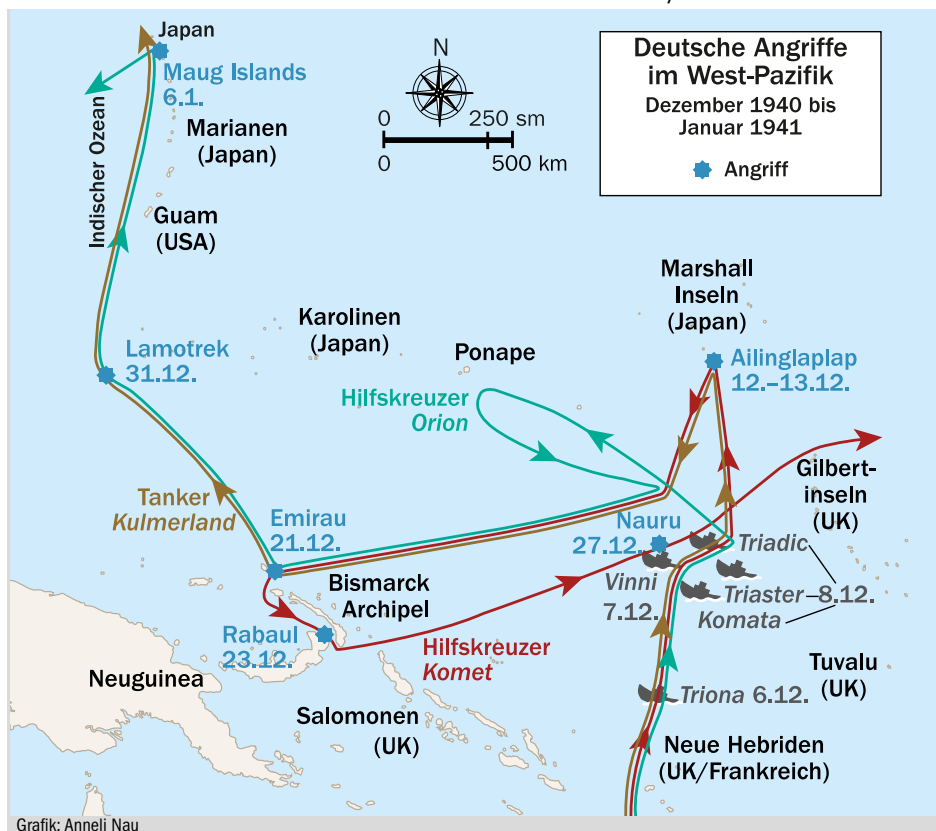 Japan
Maug Islands
6.1.
Indischer Ozean
Marianen
(Japan)
Guam
(USA)
N
0 250 sm
0 500 km
Deutsche Angriffe
im West-Pazifik
Dezember 1940 bis
Januar 1941
Angriff
Marshall
Inseln
(Japan)
Karolinen
(Japan)
Ponape
Lamotrek
31.12.
Ailinglaplap
12.–13.12.
Hilfskreuzer
Orion
Gilbert-
inseln
(UK)
Tanker
Kulmerland
Emirau
21.12.
Nauru
27.12.
Triadic
Vinni
7.12.
Triaster–8.12.
Komata
Bismarck
Archipel
Rabaul
23.12.
Hilfskreuzer
Komet
Neuguinea
Tuvalu
(UK)
Triona 6.12.
Salomonen
(UK)
Neue Hebriden
(UK/Frankreich)
Grafik: Anneli Nau